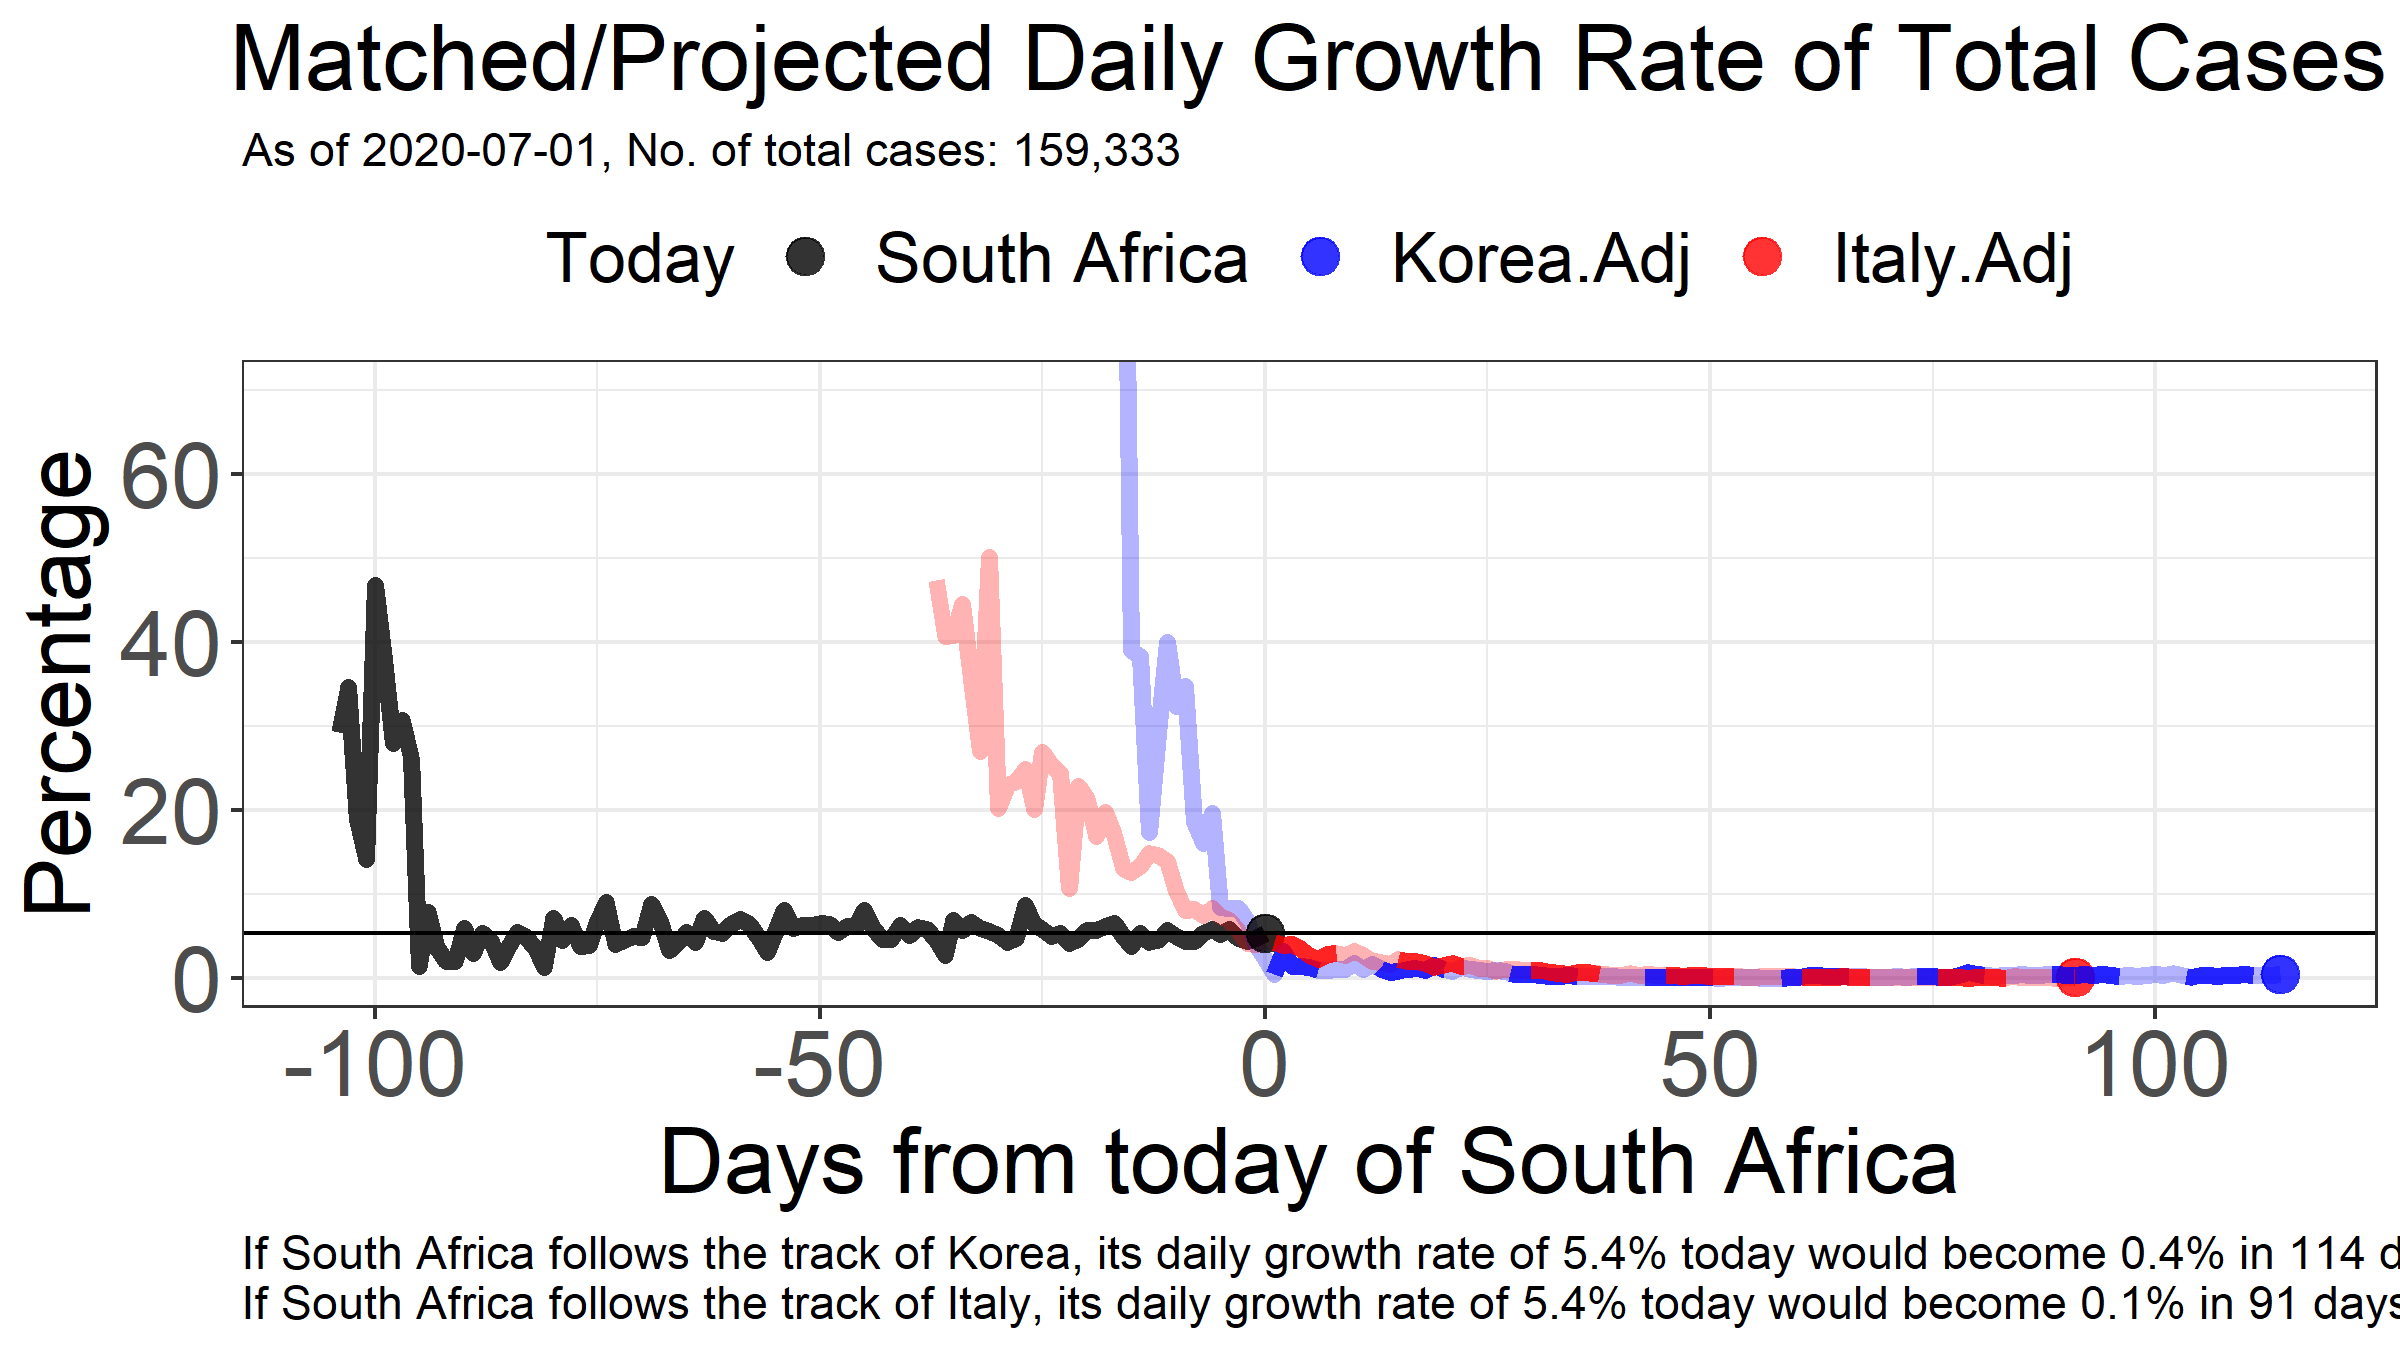 Matched/Projected Daily Growth Rate of Total Cases
As of 2020-07-01, No. of total cases: 159,333
Today South Africa Korea.Adj Italy.Adj
Percentage
60
40
20
0
-100 -50 0 50 100
Days from today of South Africa
If South Africa follows the track of Korea, its daily growth rate of 5.4% today would become 0.4% in 114 d
If South Africa follows the track of Italy, its daily growth rate of 5.4% today would become 0.1% in 91 days